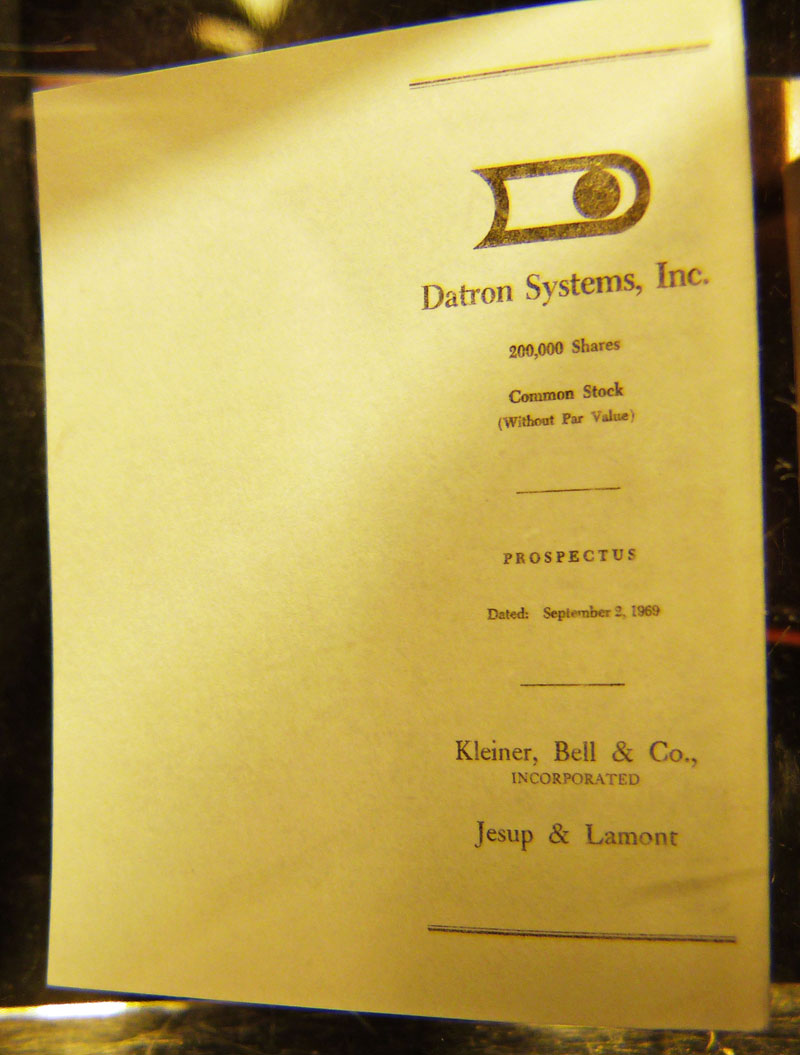 Datron Systems, Inc.
200,000 Shares
Common Stock
(Without Par Value)
PROSPECTUS
Dated: September 2, 1969
Kleiner, Bell & Co.,
INCORPORATED
Jesup & Lamont